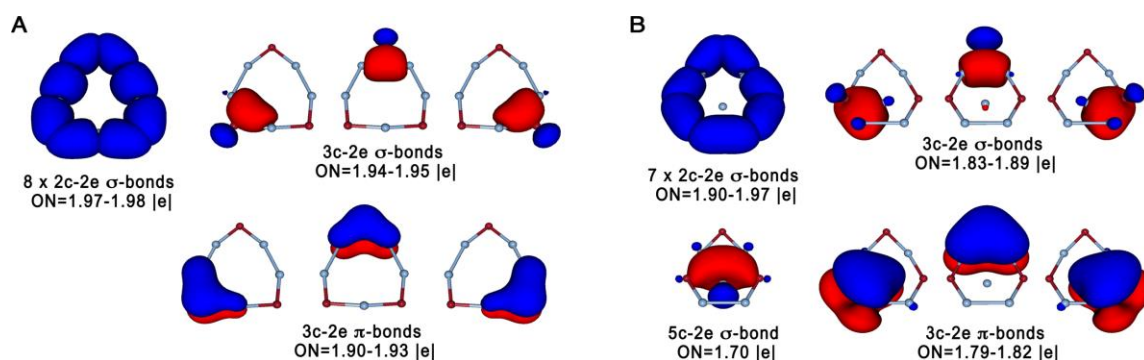 A
8 x 2c-2e σ-bonds
ON=1.97-1.98 |e|
3c-2e σ-bonds
ON=1.94-1.95 |e|
3c-2e π-bonds
ON=1.90-1.93 |e|
B
7 x 2c-2e σ-bonds
ON=1.90-1.97 |e|
3c-2e σ-bonds
ON=1.83-1.89 |e|
5c-2e σ-bond
ON=1.70 |e|
3c-2e π-bonds
ON=1.79-1.82 |e|